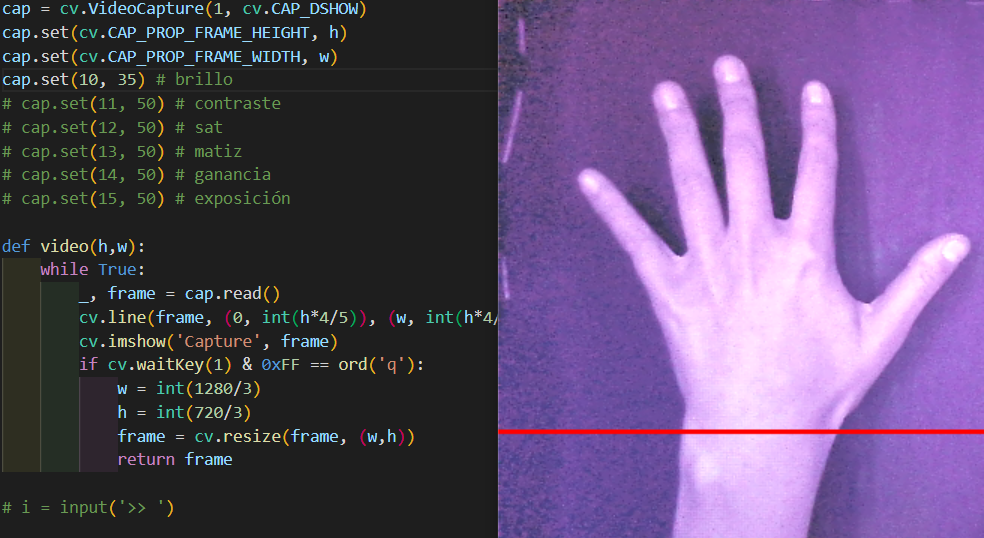 cap = cv.VideoCapture(1, cv.CAP_DSHOW)
cap.set(cv.CAP_PROP_FRAME_HEIGHT, h)
cap.set(cv.CAP_PROP_FRAME_WIDTH, w)
cap.set(10, 35) # brillo
# cap.set(11, 50) # contraste
# cap.set(12, 50) # sat
# cap.set(13, 50) # matiz
# cap.set(14, 50) # ganancia
# cap.set(15, 50) # exposición
def video(h,w):
while True:
_, frame = cap.read()
cv.line(frame, (0, int(h*4/5)), (w, int(h*4/
cv.imshow('Capture', frame)
if cv.waitKey(1) & 0xFF == ord('q'):
w = int(1280/3)
h = int(720/3)
frame = cv.resize(frame, (w,h))
return frame
# i = input('>> ')